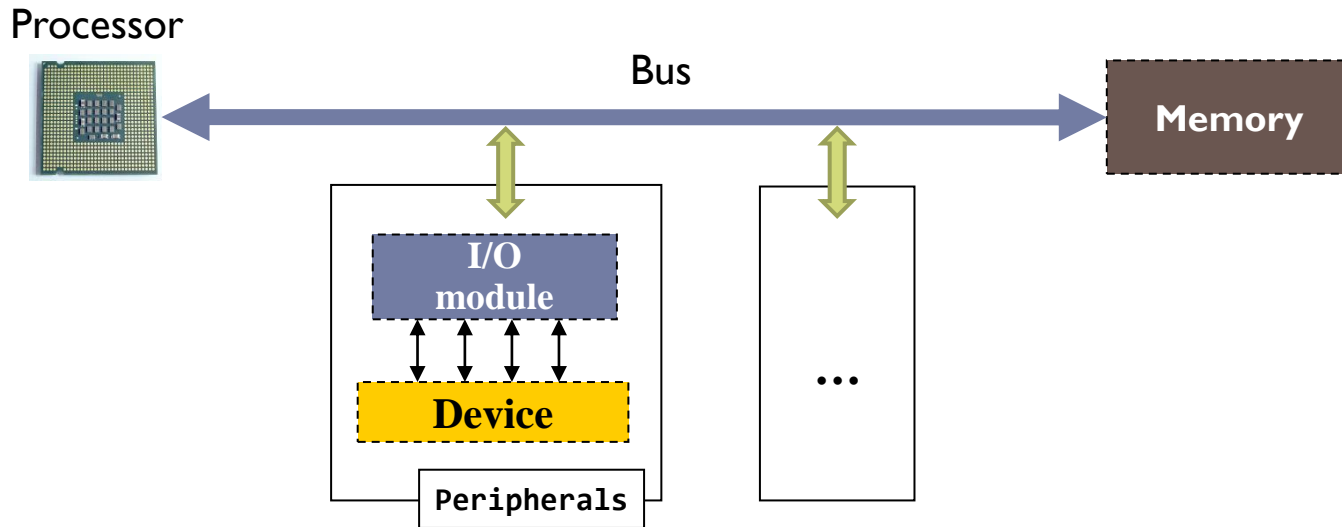 Processor
Bus
Memory
I/O
module
...
Device
Peripherals